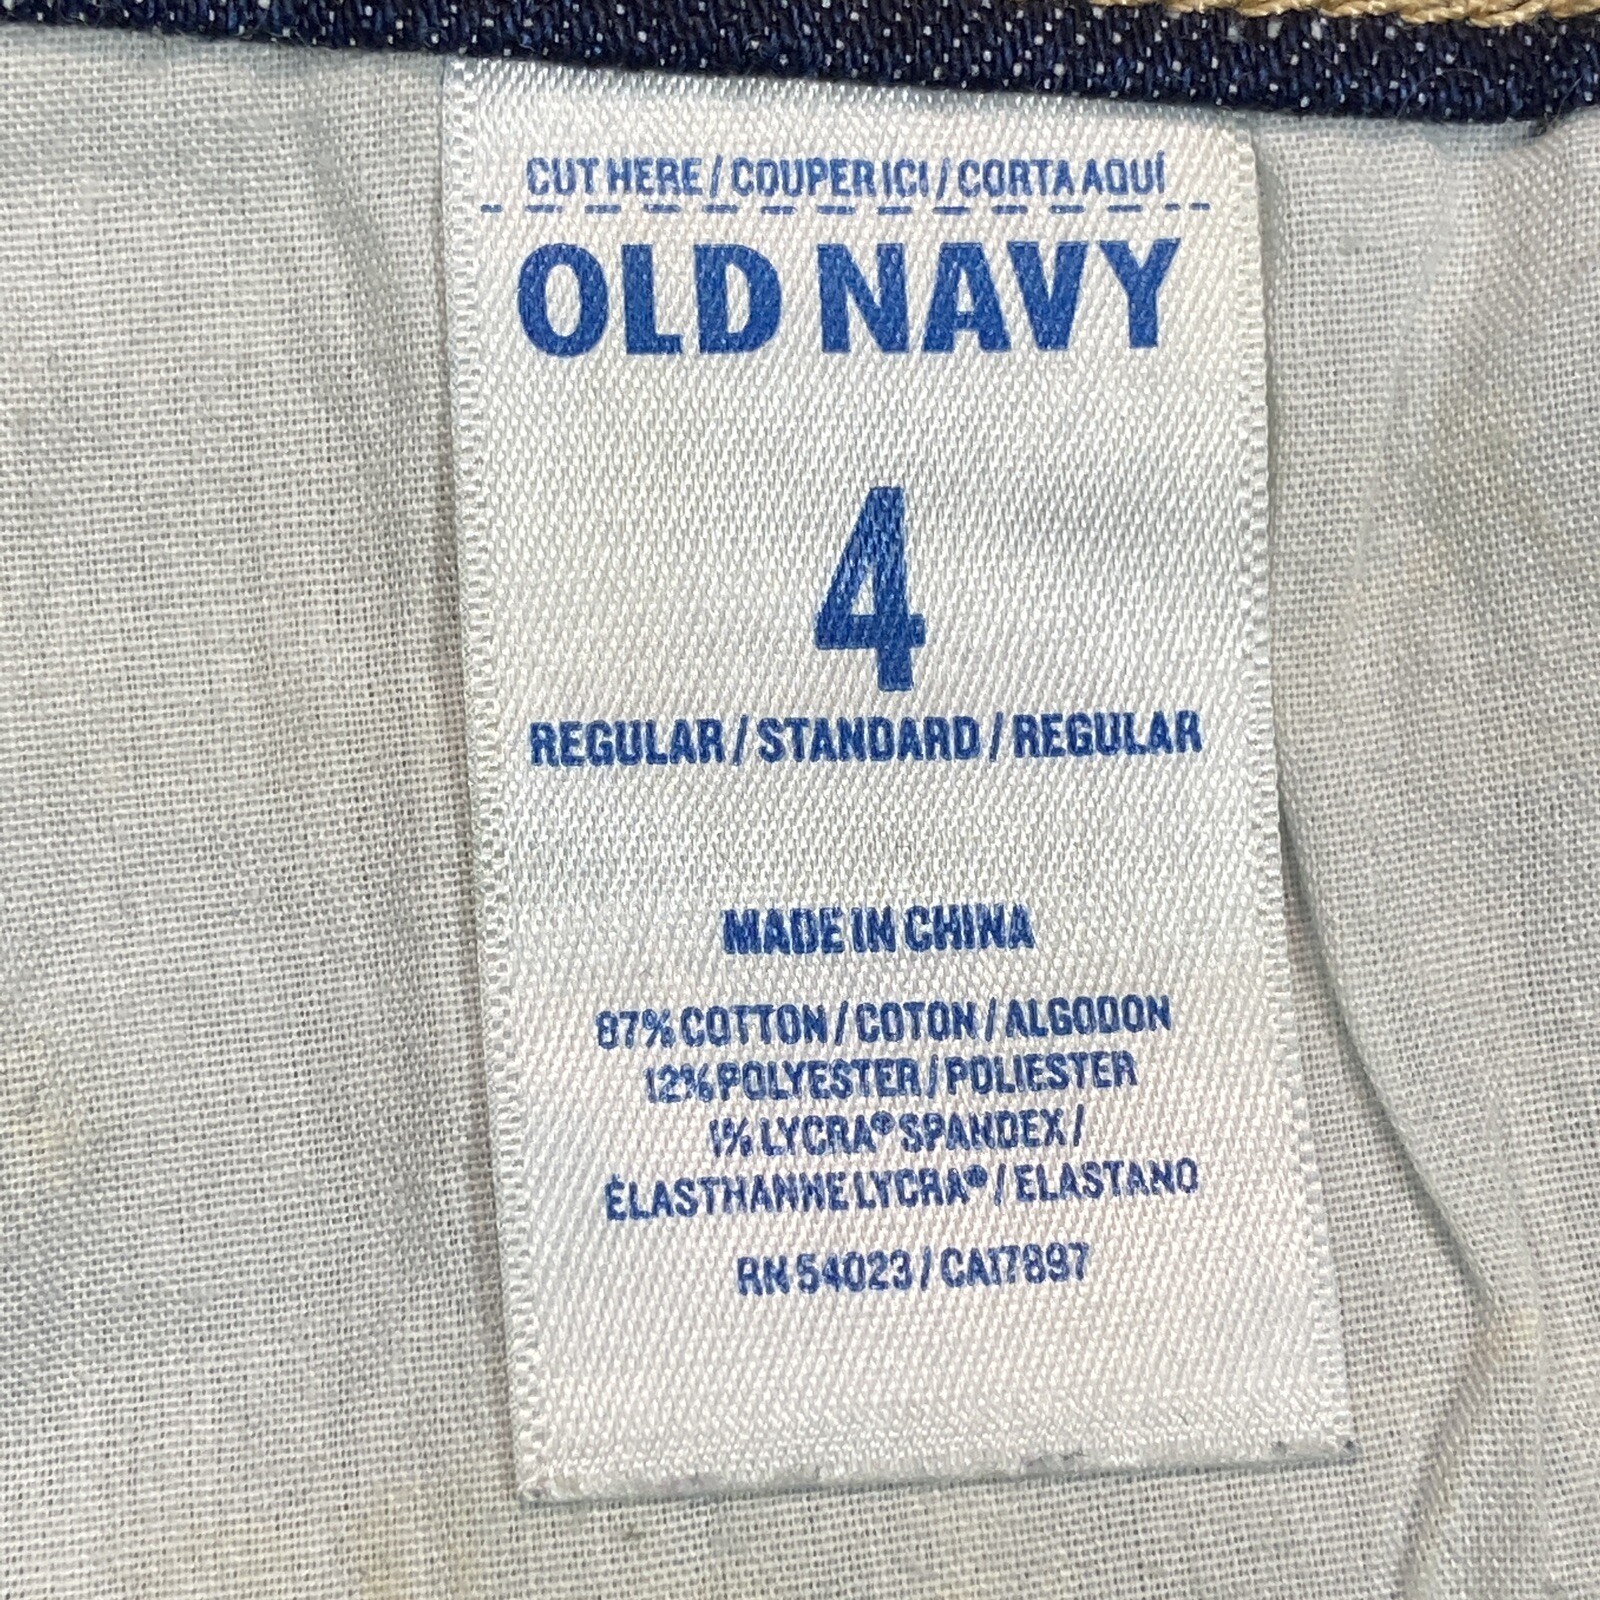 CUT HERE / COUPER ICI / CORTA AQUÍ
OLD NAVY
4
REGULAR / STANDARD / REGULAR
MADE IN CHINA
87% COTTON / COTON / ALGODON
12% POLYESTER / POLIESTER
1% LYCRA® SPANDEX /
ÉLASTHANNE LYCRA® / ELASTANO
RN 54023 / CA17897